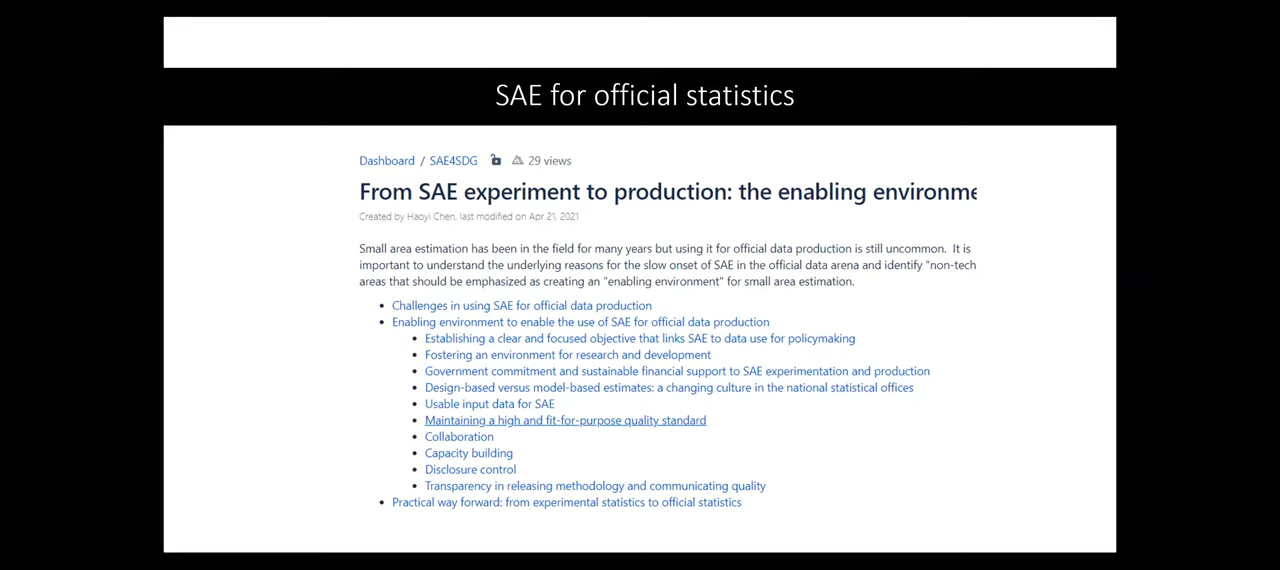 SAE for official statistics
Dashboard / SAE4SDG 29 views
From SAE experiment to production: the enabling environme
Created by Haoyi Chen, last modified on Apr 21, 2021
Small area estimation has been in the field for many years but using it for official data production is still uncommon. It is
important to understand the underlying reasons for the slow onset of SAE in the official data arena and identify "non-tech
areas that should be emphasized as creating an "enabling environment" for small area estimation.
• Challenges in using SAE for official data production
• Enabling environment to enable the use of SAE for official data production
• Establishing a clear and focused objective that links SAE to data use for policymaking
• Fostering an environment for research and development
• Government commitment and sustainable financial support to SAE experimentation and production
• Design-based versus model-based estimates: a changing culture in the national statistical offices
• Usable input data for SAE
• Maintaining a high and fit-for-purpose quality standard
• Collaboration
• Capacity building
• Disclosure control
• Transparency in releasing methodology and communicating quality
• Practical way forward: from experimental statistics to official statistics